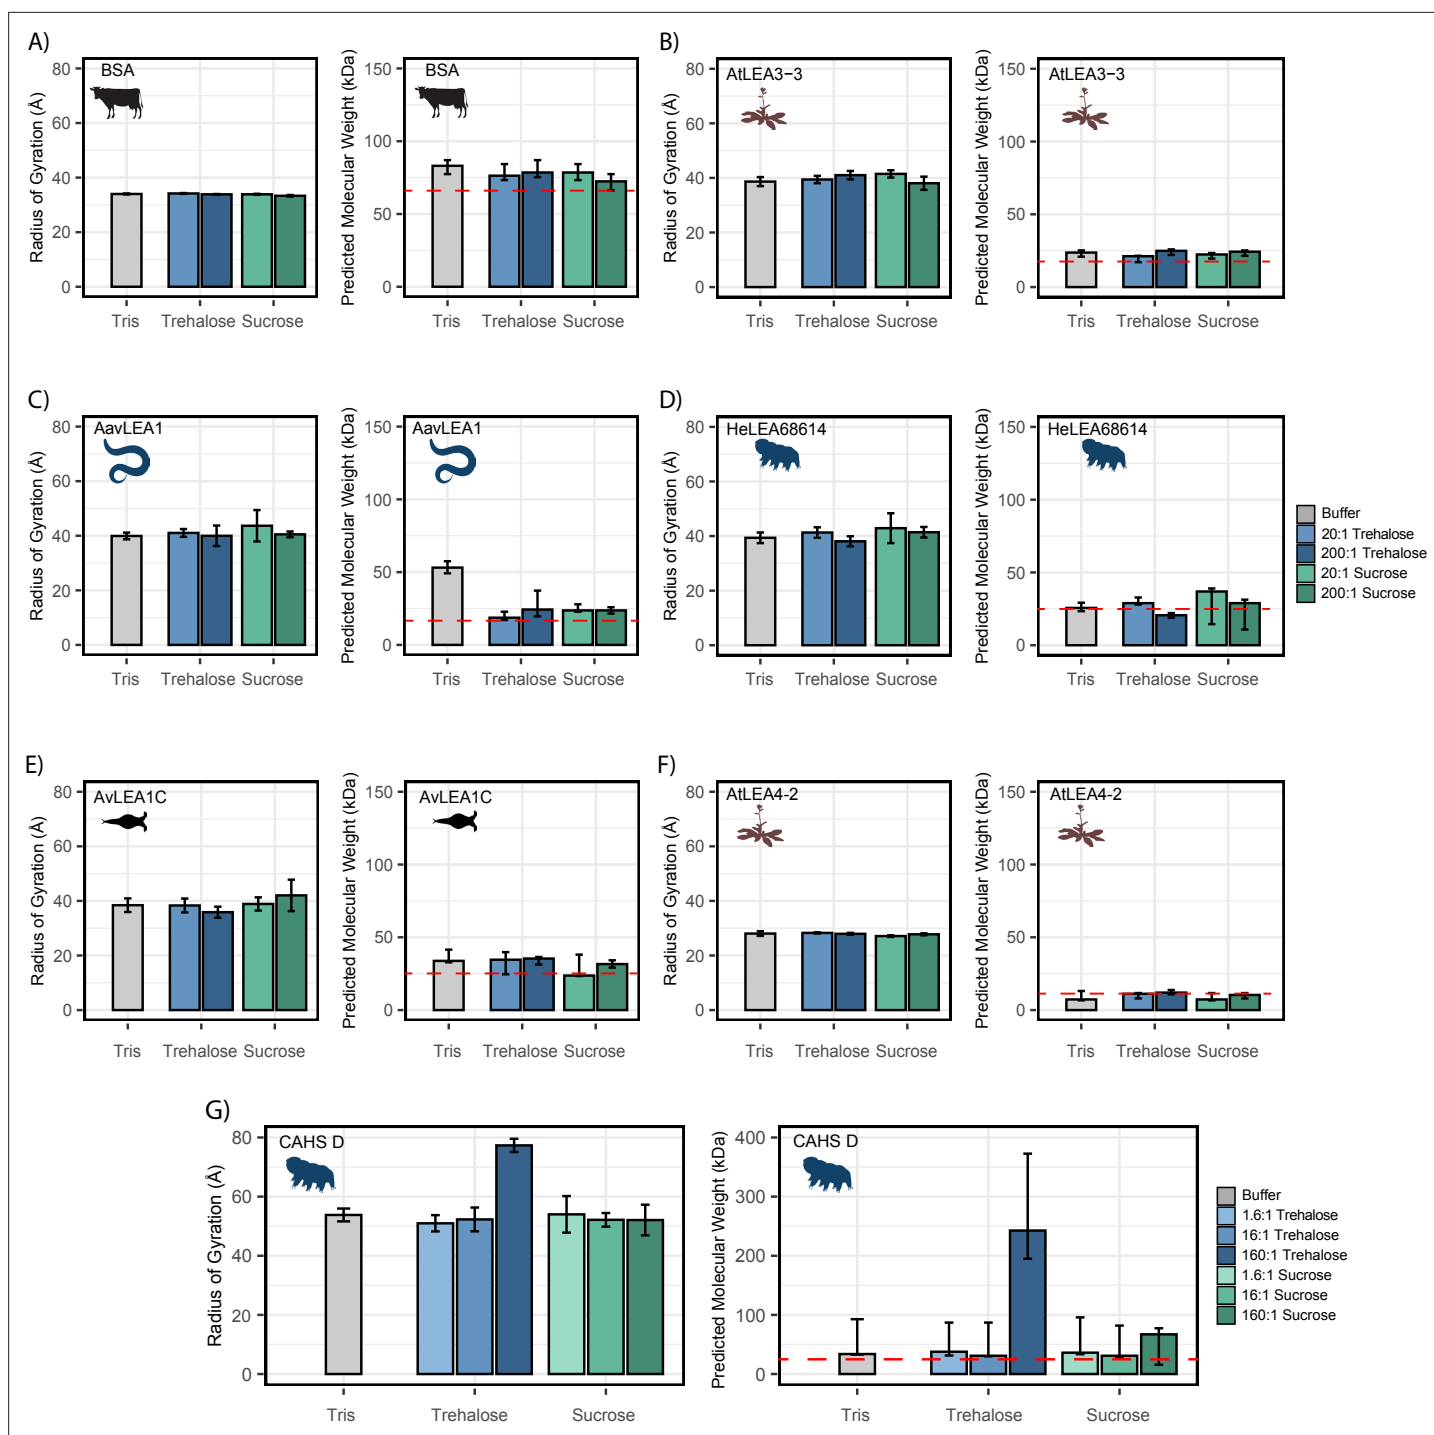 A)
BSA
Radius of Gyration (Å)
80
60
40
20
0
Tris Trehalose Sucrose
BSA
Predicted Molecular Weight (kDa)
150
100
50
0
Tris Trehalose Sucrose
B)
AtLEA3−3
Radius of Gyration (Å)
80
60
40
20
0
Tris Trehalose Sucrose
AtLEA3−3
Predicted Molecular Weight (kDa)
150
100
50
0
Tris Trehalose Sucrose
C)
AavLEA1
Radius of Gyration (Å)
80
60
40
20
0
Tris Trehalose Sucrose
AavLEA1
Predicted Molecular Weight (kDa)
150
100
50
0
Tris Trehalose Sucrose
D)
HeLEA68614
Radius of Gyration (Å)
80
60
40
20
0
Tris Trehalose Sucrose
HeLEA68614
Predicted Molecular Weight (kDa)
150
100
50
0
Tris Trehalose Sucrose
Buffer
20:1 Trehalose
200:1 Trehalose
20:1 Sucrose
200:1 Sucrose
E)
AvLEA1C
Radius of Gyration (Å)
80
60
40
20
0
Tris Trehalose Sucrose
AvLEA1C
Predicted Molecular Weight (kDa)
150
100
50
0
Tris Trehalose Sucrose
F)
AtLEA4-2
Radius of Gyration (Å)
80
60
40
20
0
Tris Trehalose Sucrose
AtLEA4-2
Predicted Molecular Weight (kDa)
150
100
50
0
Tris Trehalose Sucrose
G)
CAHS D
Radius of Gyration (Å)
80
60
40
20
0
Tris Trehalose Sucrose
CAHS D
Predicted Molecular Weight (kDa)
400
300
200
100
0
Tris Trehalose Sucrose
Buffer
1.6:1 Trehalose
16:1 Trehalose
160:1 Trehalose
1.6:1 Sucrose
16:1 Sucrose
160:1 Sucrose